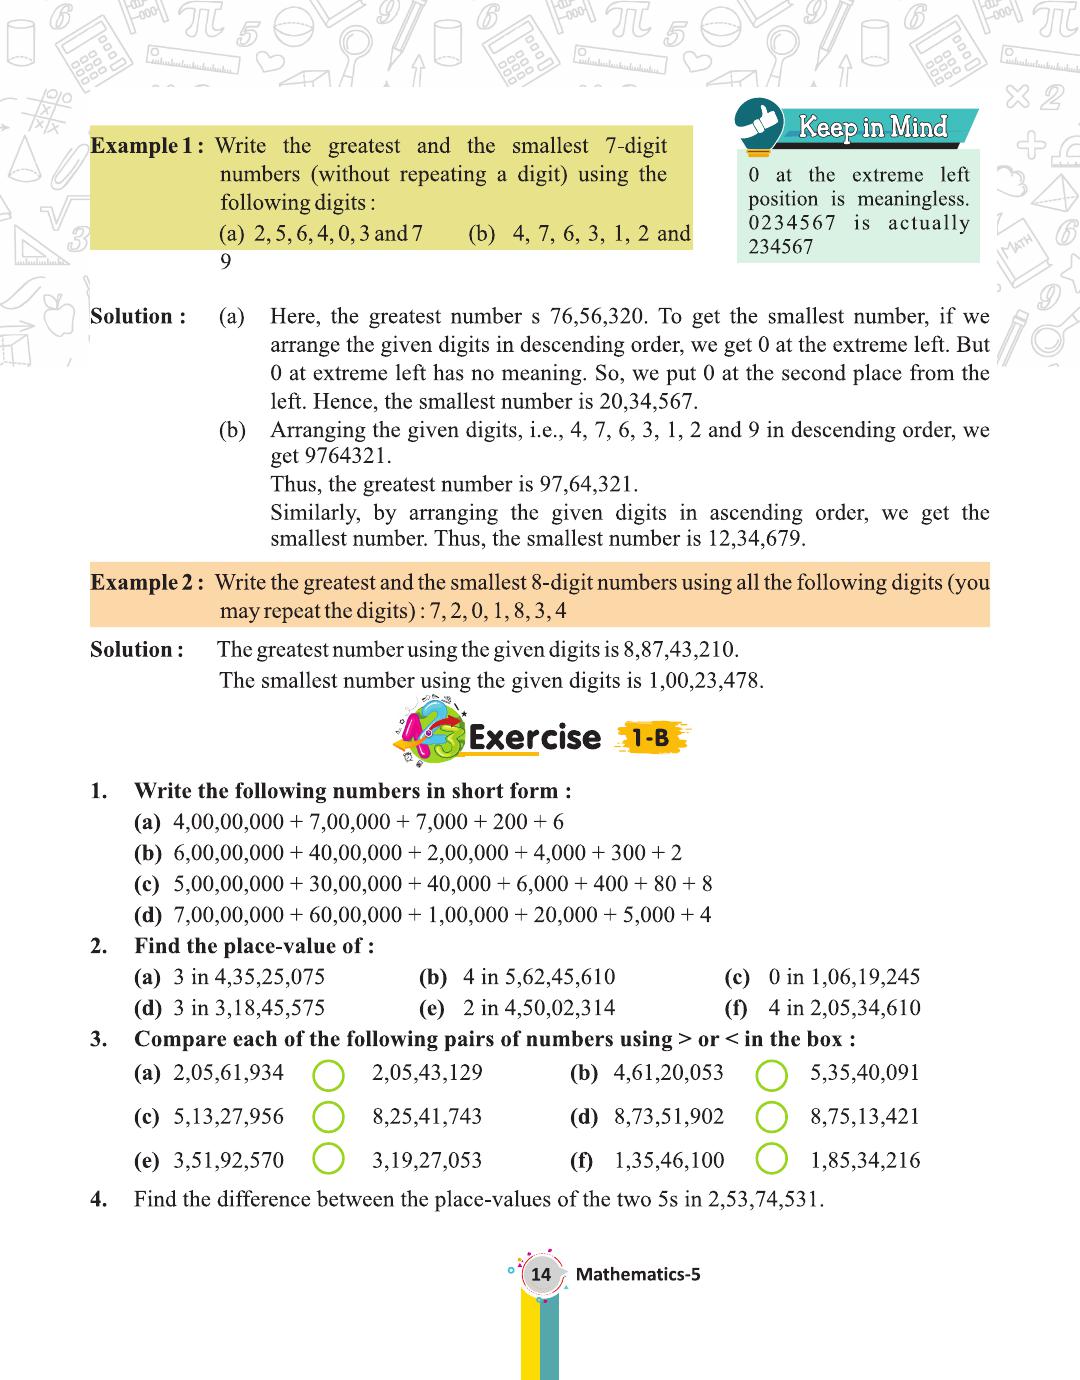 Keep in Mind
0 at the extreme left
position is meaningless.
0234567 is actually
234567
Example 1 : Write the greatest and the smallest 7-digit
numbers (without repeating a digit) using the
following digits :
(a) 2, 5, 6, 4, 0, 3 and 7 (b) 4, 7, 6, 3, 1, 2 and
9
Solution : (a) Here, the greatest number s 76,56,320. To get the smallest number, if we
arrange the given digits in descending order, we get 0 at the extreme left. But
0 at extreme left has no meaning. So, we put 0 at the second place from the
left. Hence, the smallest number is 20,34,567.
(b) Arranging the given digits, i.e., 4, 7, 6, 3, 1, 2 and 9 in descending order, we
get 9764321.
Thus, the greatest number is 97,64,321.
Similarly, by arranging the given digits in ascending order, we get the
smallest number. Thus, the smallest number is 12,34,679.
Example 2 : Write the greatest and the smallest 8-digit numbers using all the following digits (you
may repeat the digits) : 7, 2, 0, 1, 8, 3, 4
Solution : The greatest number using the given digits is 8,87,43,210.
The smallest number using the given digits is 1,00,23,478.
Exercise 1-B
1. Write the following numbers in short form :
(a) 4,00,00,000 + 7,00,000 + 7,000 + 200 + 6
(b) 6,00,00,000 + 40,00,000 + 2,00,000 + 4,000 + 300 + 2
(c) 5,00,00,000 + 30,00,000 + 40,000 + 6,000 + 400 + 80 + 8
(d) 7,00,00,000 + 60,00,000 + 1,00,000 + 20,000 + 5,000 + 4
2. Find the place-value of :
(a) 3 in 4,35,25,075 (b) 4 in 5,62,45,610 (c) 0 in 1,06,19,245
(d) 3 in 3,18,45,575 (e) 2 in 4,50,02,314 (f) 4 in 2,05,34,610
3. Compare each of the following pairs of numbers using > or < in the box :
(a) 2,05,61,934 2,05,43,129 (b) 4,61,20,053 5,35,40,091
(c) 5,13,27,956 8,25,41,743 (d) 8,73,51,902 8,75,13,421
(e) 3,51,92,570 3,19,27,053 (f) 1,35,46,100 1,85,34,216
4. Find the difference between the place-values of the two 5s in 2,53,74,531.
14 Mathematics-5